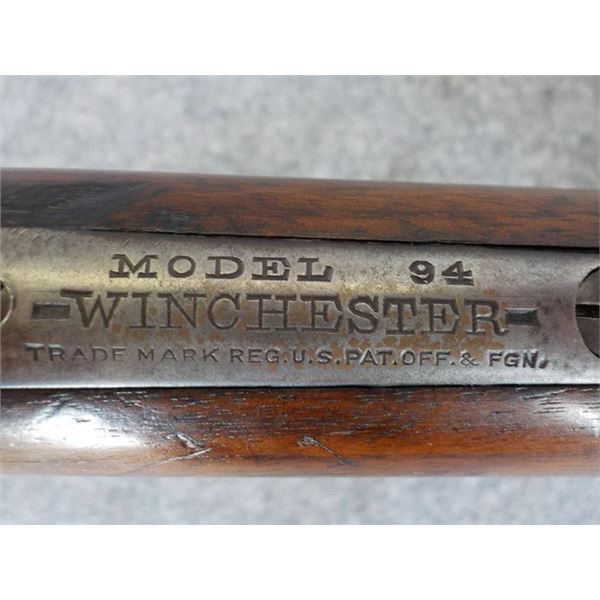 MODEL 94
-WINCHESTER-
TRADE MARK REG.U.S.PAT.OFF.& FGN.